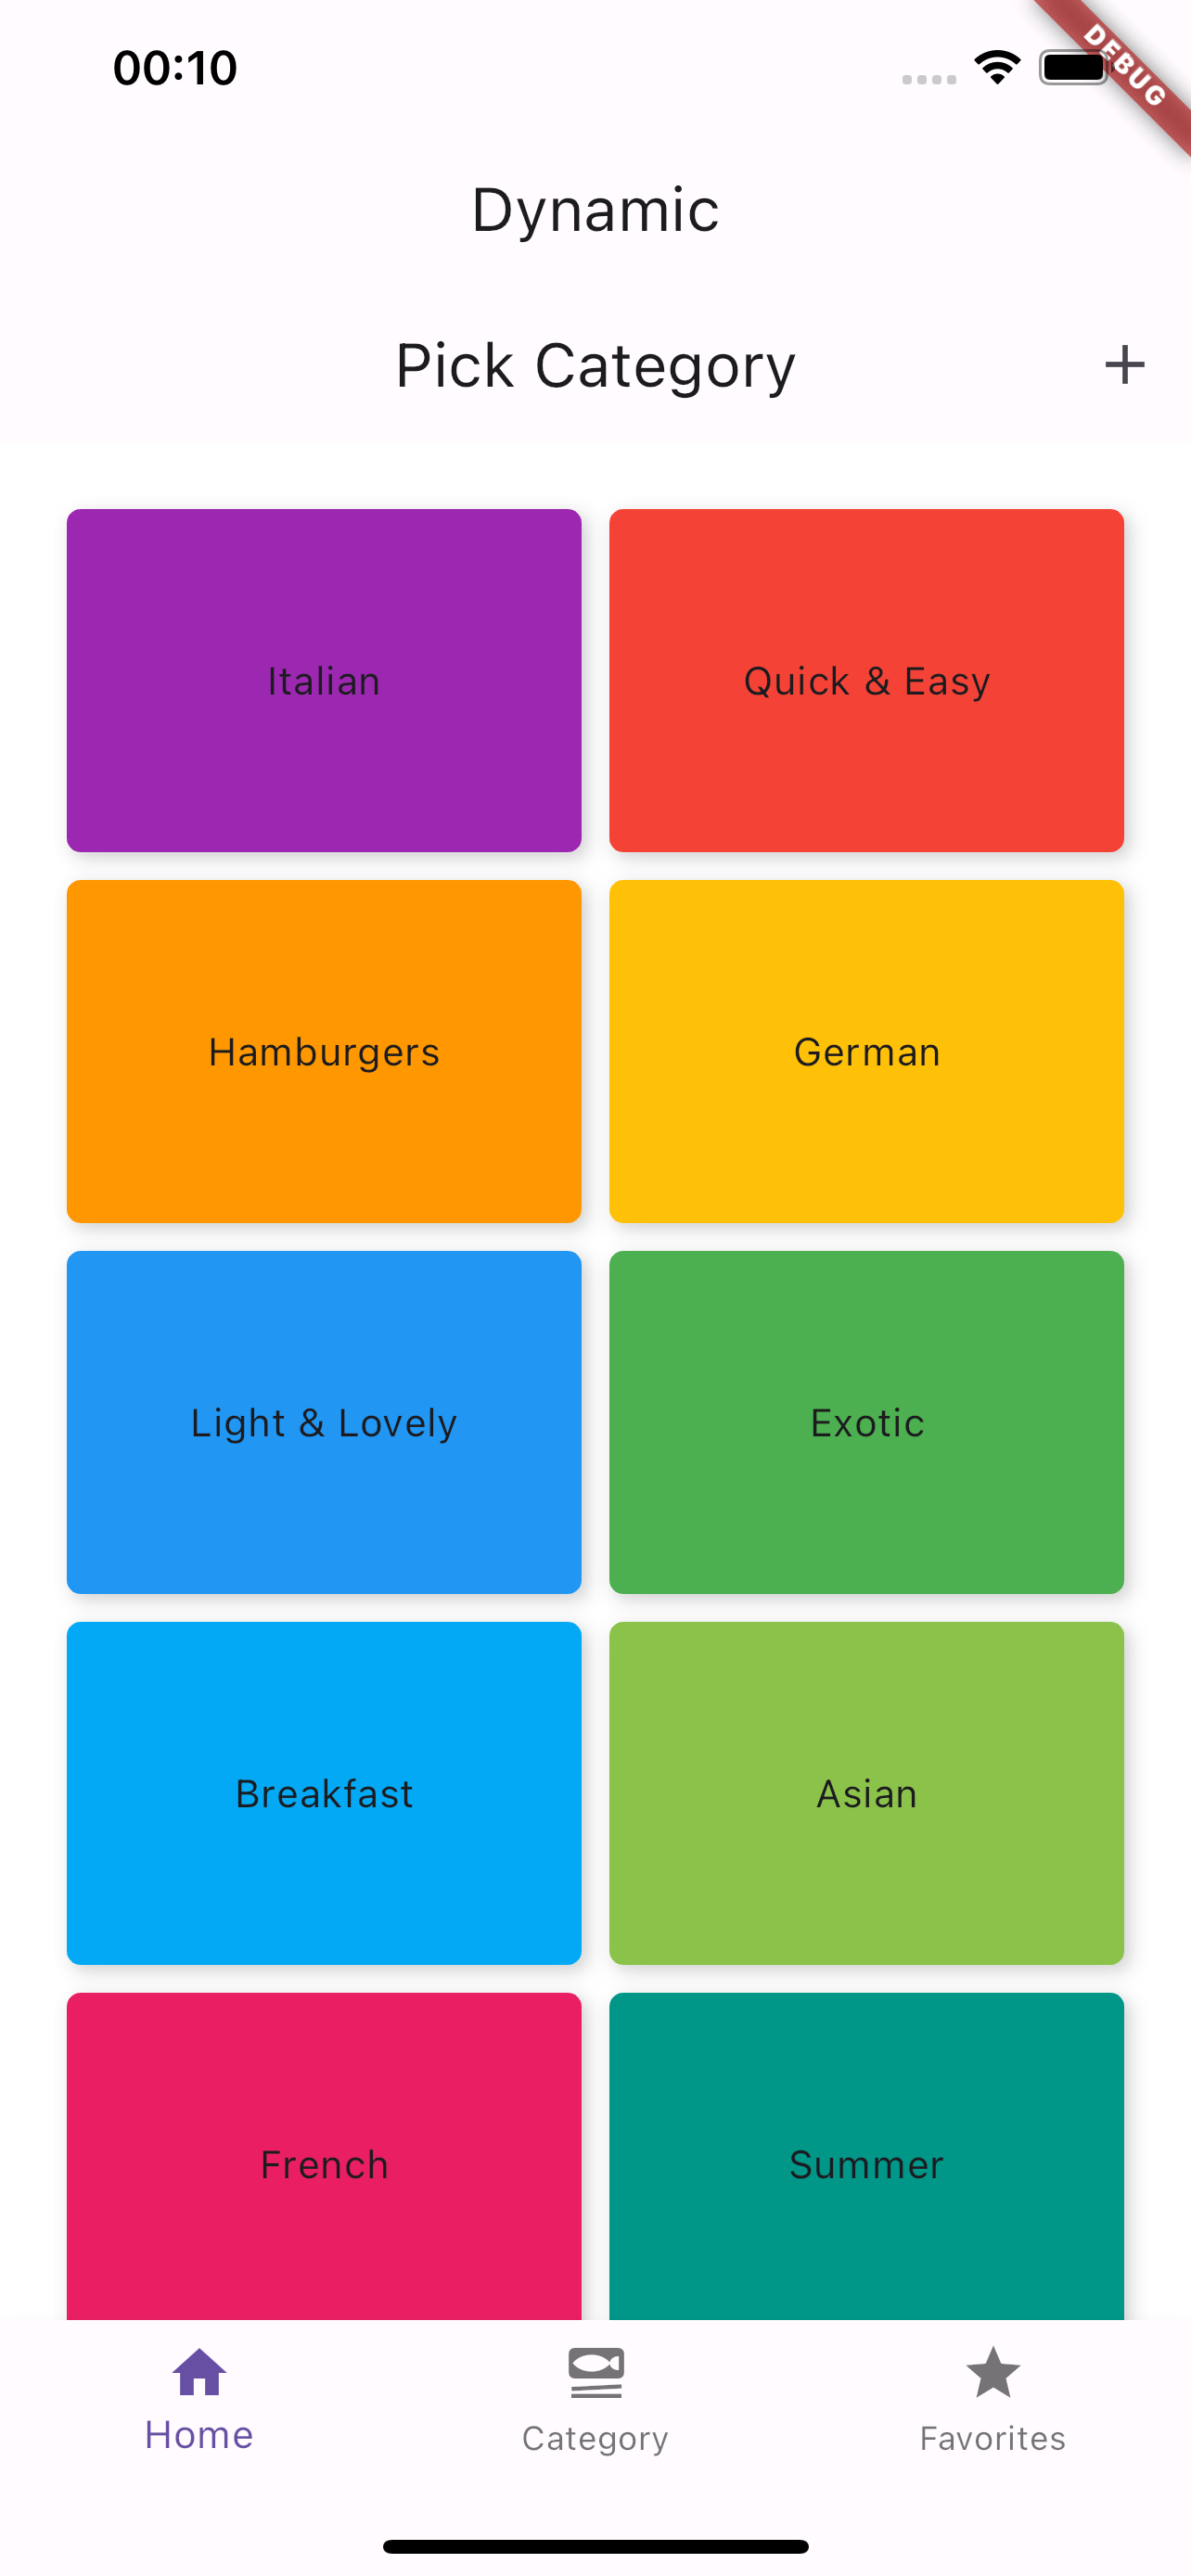 00:10
DEBUG
Dynamic
Pick Category
Italian
Quick & Easy
Hamburgers
German
Light & Lovely
Exotic
Breakfast
Asian
French
Summer
Home
Category
Favorites